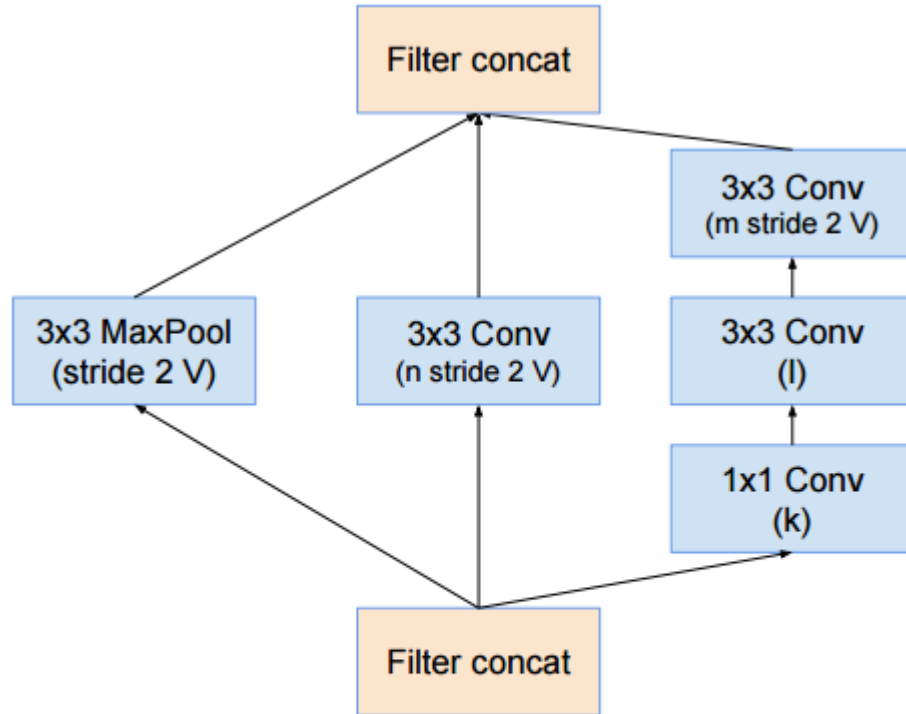 Filter concat
3x3 Conv
(m stride 2 V)
3x3 MaxPool
(stride 2 V)
3x3 Conv
(n stride 2 V)
3x3 Conv
(l)
1x1 Conv
(k)
Filter concat